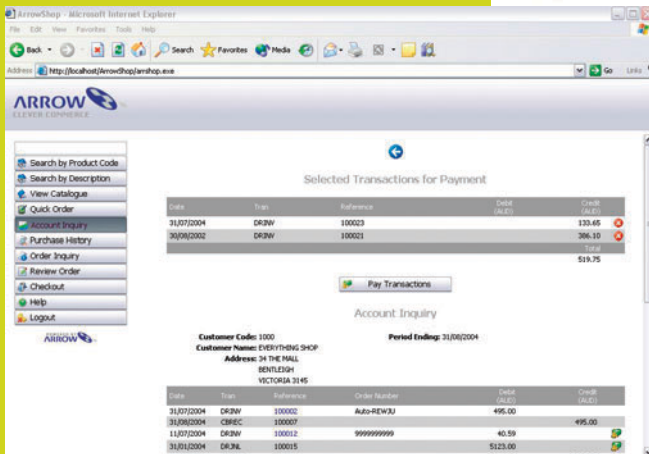 ArrowShop - Microsoft Internet Explorer
File Edit View Favorites Tools Help
Back Search Favorites Media
Address http://localhost/ArrowShop/arrshop.exe Go Links
ARROW
CLEVER COMMERCE
Search by Product Code
Search by Description
View Catalogue
Quick Order
Account Inquiry
Purchase History
Order Inquiry
Review Order
Checkout
Help
Logout
ARROW
Selected Transactions for Payment
Date Tran Reference Debit (AUD) Credit (AUD)
31/07/2004 DRINV 100023 133.65
30/08/2002 DRINV 100021 386.10
Total
519.75
Pay Transactions
Account Inquiry
Customer Code: 1000 Period Ending: 31/08/2004
Customer Name: EVERYTHING SHOP
Address: 34 THE MALL
BENTLEIGH
VICTORIA 3145
Date Tran Reference Order Number Debit (AUD) Credit (AUD)
31/07/2004 DRINV 100002 Auto-REWJU 495.00
31/08/2004 CBREC 100007 495.00
11/07/2004 DRINV 100012 9999999999 40.59
31/01/2004 DRJNL 100015 5123.00